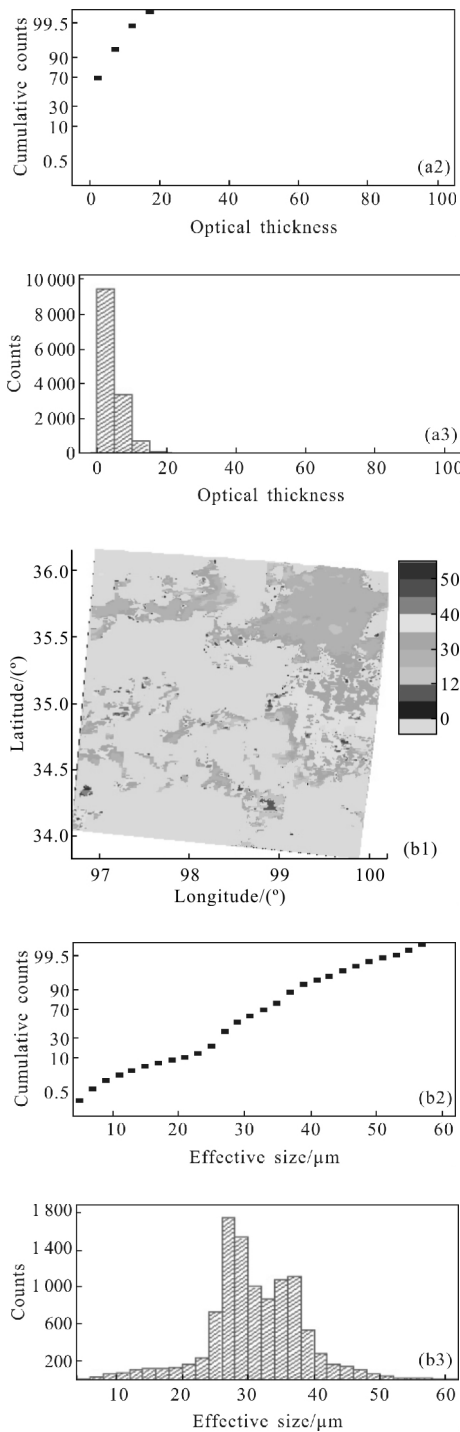 99.5
90
70
30
10
0.5
Cumulative counts
(a2)
0 20 40 60 80 100
Optical thickness
10 000
8 000
6 000
4 000
2 000
0
Counts
(a3)
0 20 40 60 80 100
Optical thickness
36.0
35.5
35.0
34.5
34.0
Latitude/(º)
50
40
30
12
0
(b1)
97 98 99 100
Longitude/(º)
99.5
90
70
30
10
0.5
Cumulative counts
(b2)
10 20 30 40 50 60
Effective size/μm
1 800
1 400
1 000
600
200
Counts
(b3)
10 20 30 40 50 60
Effective size/μm